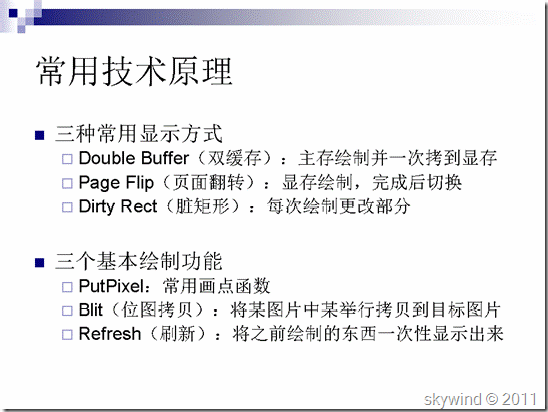 常用技术原理
三种常用显示方式
Double Buffer（双缓存）：主存绘制并一次拷到显存
Page Flip（页面翻转）：显存绘制，完成后切换
Dirty Rect（脏矩形）：每次绘制更改部分
三个基本绘制功能
PutPixel：常用画点函数
Blit（位图拷贝）：将某图片中某举行拷贝到目标图片
Refresh（刷新）：将之前绘制的东西一次性显示出来
skywind © 2011